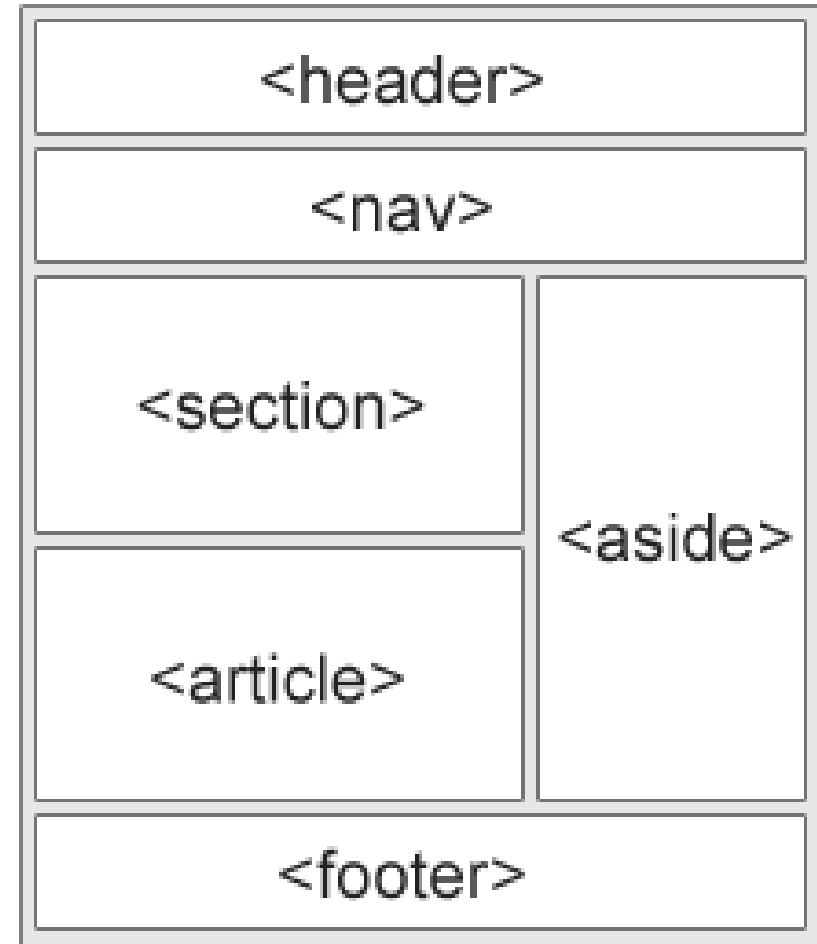 <header>
<nav>
<section>
<aside>
<article>
<footer>